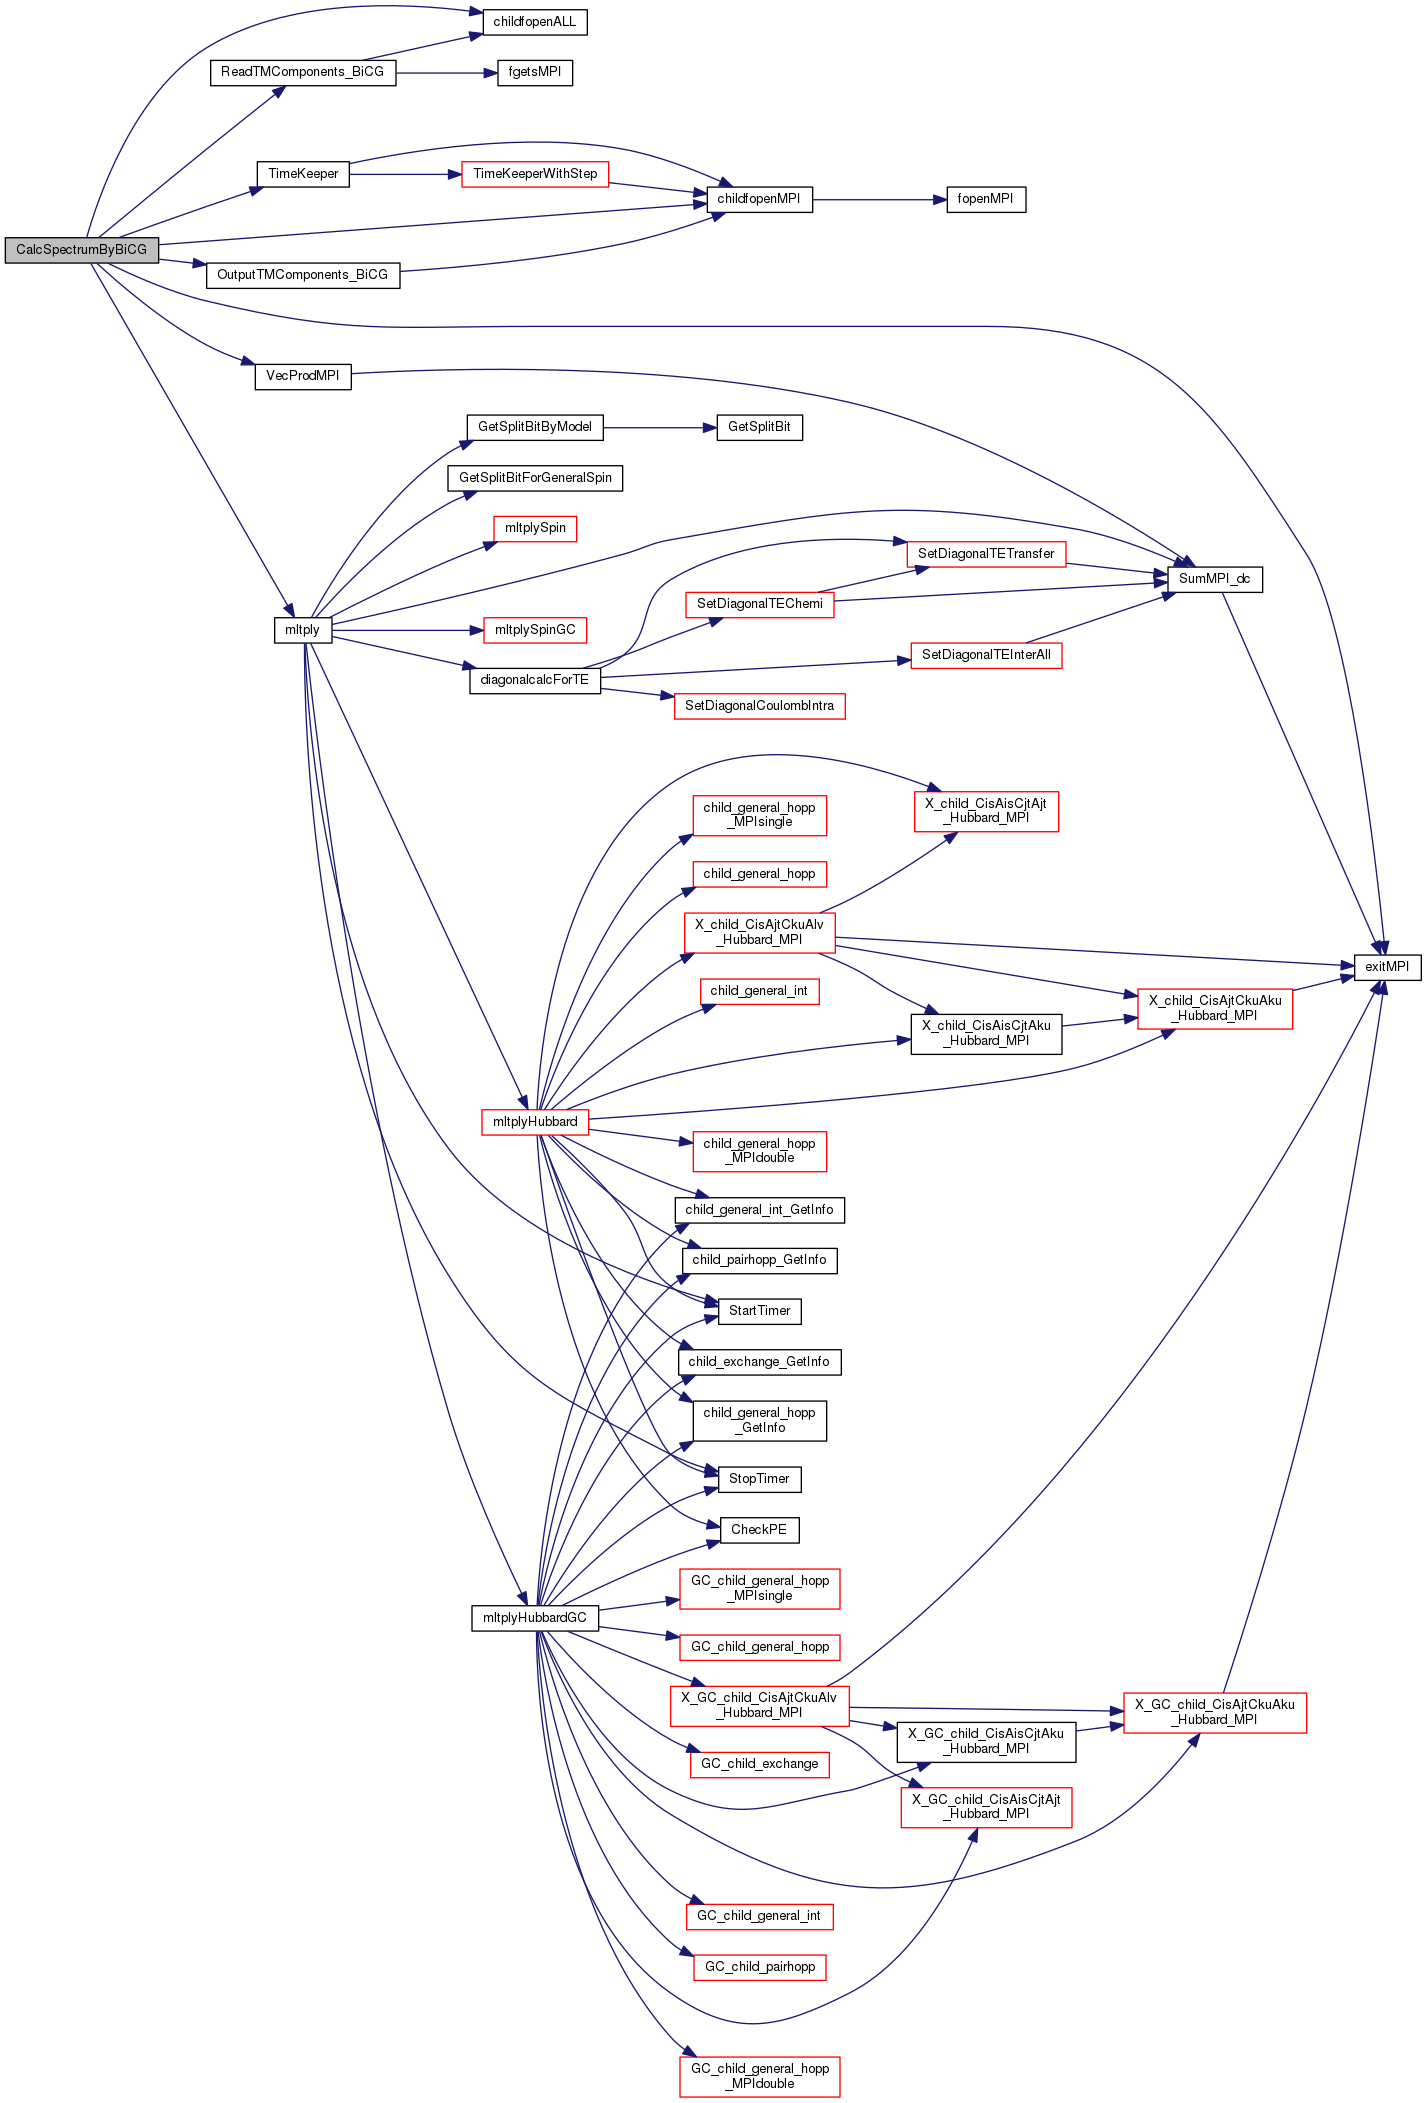 childfopenALL
ReadTMComponents_BiCG
fgetsMPI
TimeKeeper
TimeKeeperWithStep
childfopenMPI
fopenMPI
CalcSpectrumByBiCG
OutputTMComponents_BiCG
VecProdMPI
GetSplitBitByModel
GetSplitBit
GetSplitBitForGeneralSpin
mltplySpin
SetDiagonalTETransfer
SumMPI_dc
SetDiagonalTEChemi
mltply
mltplySpinGC
SetDiagonalTEInterAll
diagonalcalcForTE
SetDiagonalCoulombIntra
X_child_CisAisCjtAjt
_Hubbard_MPI
child_general_hopp
_MPIsingle
child_general_hopp
X_child_CisAjtCkuAlv
_Hubbard_MPI
exitMPI
child_general_int
X_child_CisAjtCkuAku
_Hubbard_MPI
X_child_CisAisCjtAku
_Hubbard_MPI
mltplyHubbard
child_general_hopp
_MPIdouble
child_general_int_GetInfo
child_pairhopp_GetInfo
StartTimer
child_exchange_GetInfo
child_general_hopp
_GetInfo
StopTimer
CheckPE
GC_child_general_hopp
_MPIsingle
mltplyHubbardGC
GC_child_general_hopp
X_GC_child_CisAjtCkuAlv
_Hubbard_MPI
X_GC_child_CisAjtCkuAku
_Hubbard_MPI
X_GC_child_CisAisCjtAku
_Hubbard_MPI
GC_child_exchange
X_GC_child_CisAisCjtAjt
_Hubbard_MPI
GC_child_general_int
GC_child_pairhopp
GC_child_general_hopp
_MPIdouble